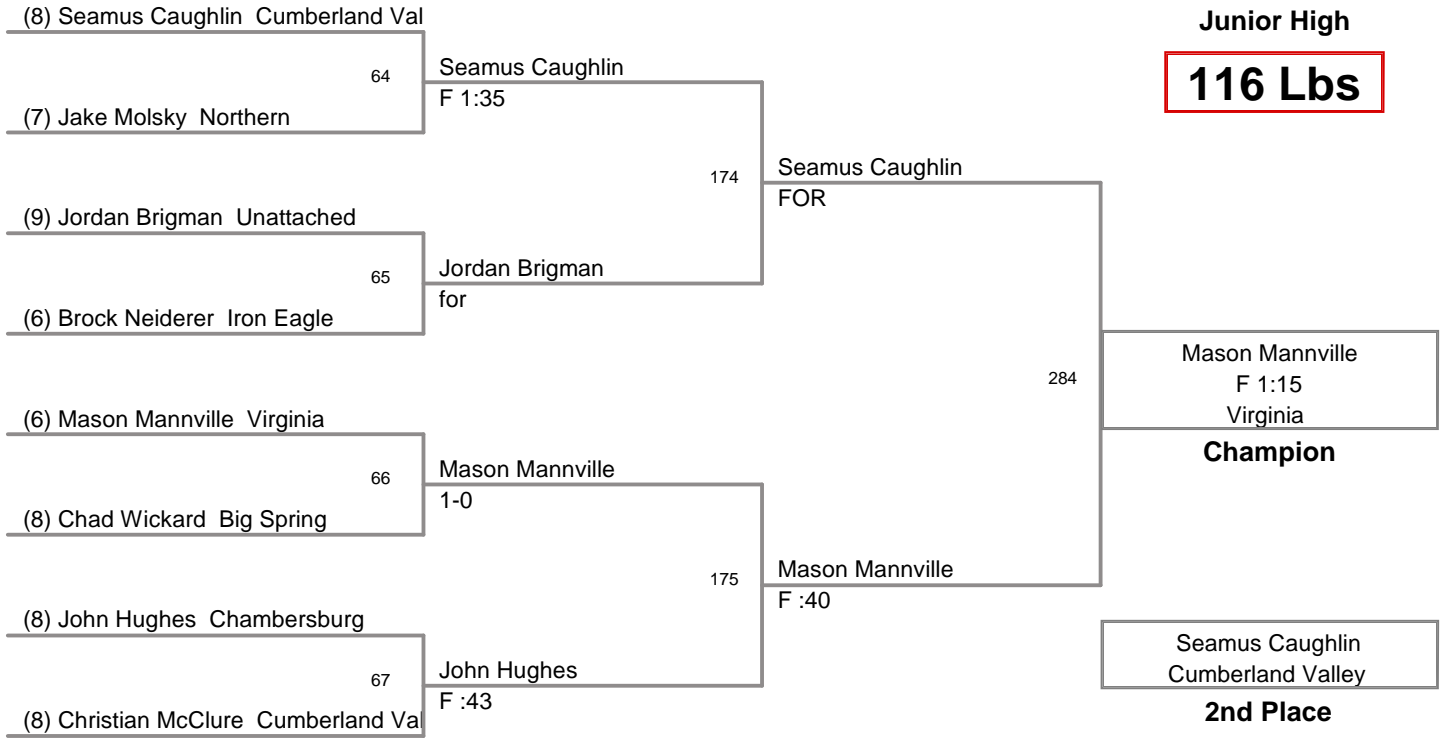 (8) Seamus Caughlin  Cumberland Val
Junior High
116 Lbs
64
Seamus Caughlin
F 1:35
(7) Jake Molsky  Northern
174
Seamus Caughlin
FOR
(9) Jordan Brigman  Unattached
65
Jordan Brigman
for
(6) Brock Neiderer  Iron Eagle
284
Mason Mannville
F 1:15
Virginia
Champion
(6) Mason Mannville  Virginia
66
Mason Mannville
1-0
(8) Chad Wickard  Big Spring
175
Mason Mannville
F :40
(8) John Hughes  Chambersburg
67
John Hughes
F :43
(8) Christian McClure  Cumberland Val
Seamus Caughlin
Cumberland Valley
2nd Place